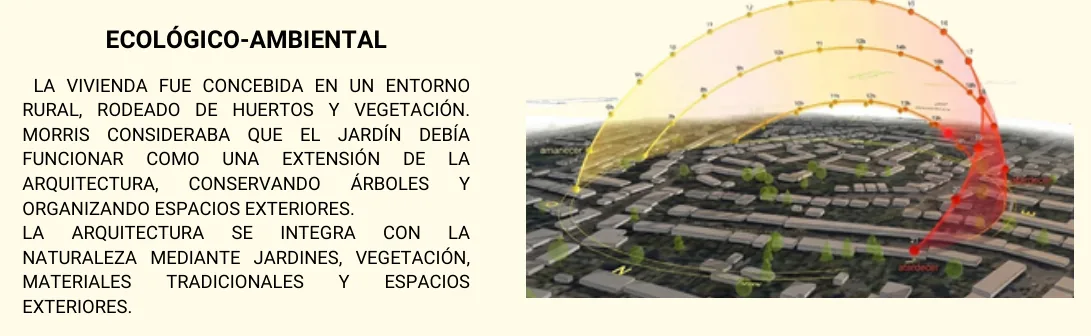 ECOLÓGICO-AMBIENTAL
LA VIVIENDA FUE CONCEBIDA EN UN ENTORNO
RURAL, RODEADO DE HUERTOS Y VEGETACIÓN.
MORRIS CONSIDERABA QUE EL JARDÍN DEBÍA
FUNCIONAR COMO UNA EXTENSIÓN DE LA
ARQUITECTURA, CONSERVANDO ÁRBOLES Y
ORGANIZANDO ESPACIOS EXTERIORES.
LA ARQUITECTURA SE INTEGRA CON LA
NATURALEZA MEDIANTE JARDINES, VEGETACIÓN,
MATERIALES TRADICIONALES Y ESPACIOS
EXTERIORES.
amanecer
N
E
atardecer